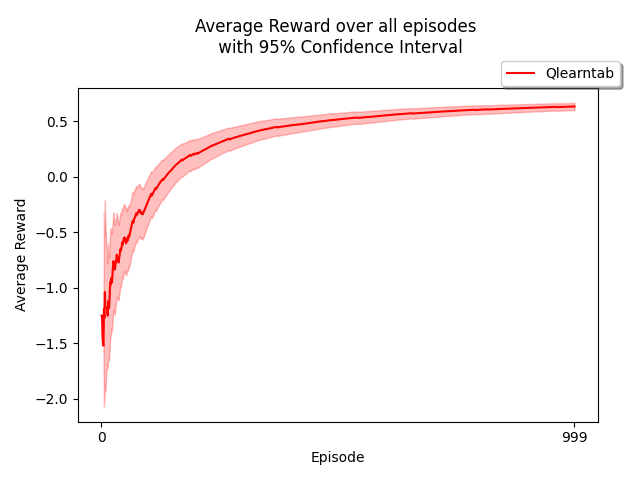 Average Reward over all episodes
with 95% Confidence Interval
Qlearntab
0.5
0.0
−0.5
−1.0
−1.5
−2.0
Average Reward
0
999
Episode